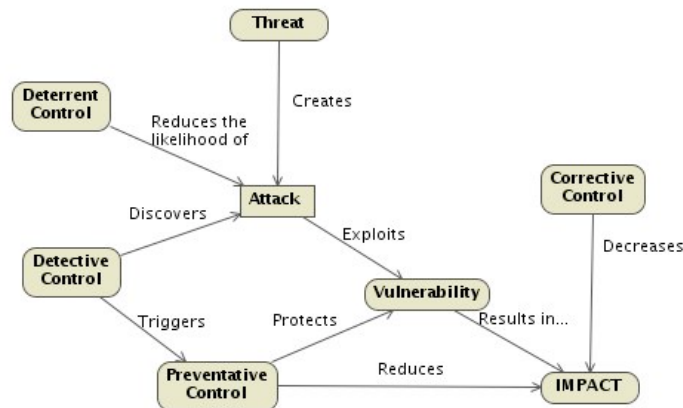 Threat
Deterrent
Control
Reduces the
likelihood of
Creates
Attack
Corrective
Control
Discovers
Exploits
Decreases
Detective
Control
Vulnerability
Triggers
Protects
Results in...
Preventative
Control
Reduces
IMPACT